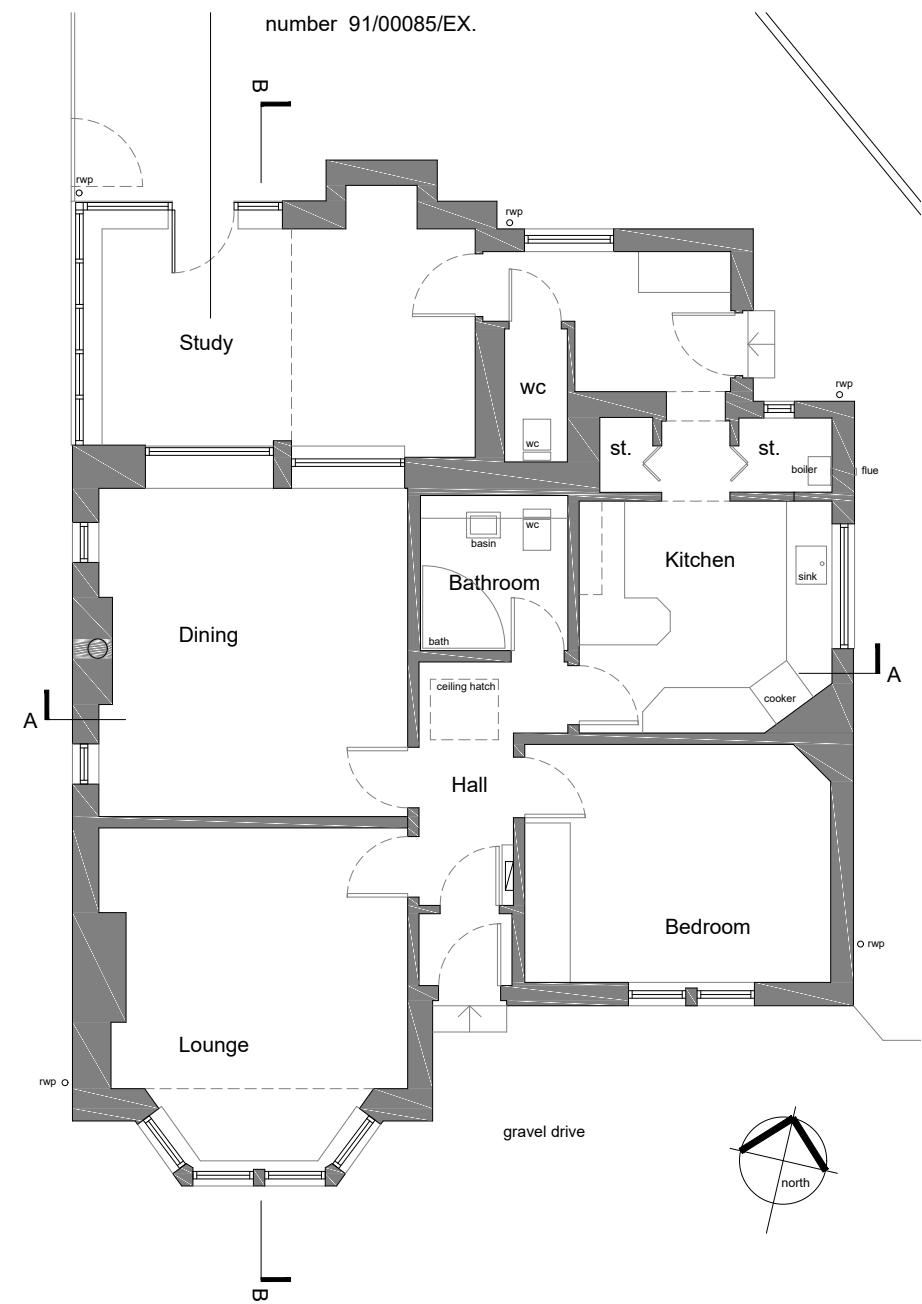 number 91/00085/EX.
B
rwp
rwp
Study
wc
wc
rwp
st.
st.
boiler
flue
basin
wc
Bathroom
bath
Kitchen
sink
Dining
cooker
A
ceiling hatch
A
Hall
Bedroom
rwp
Lounge
rwp
gravel drive
north
B